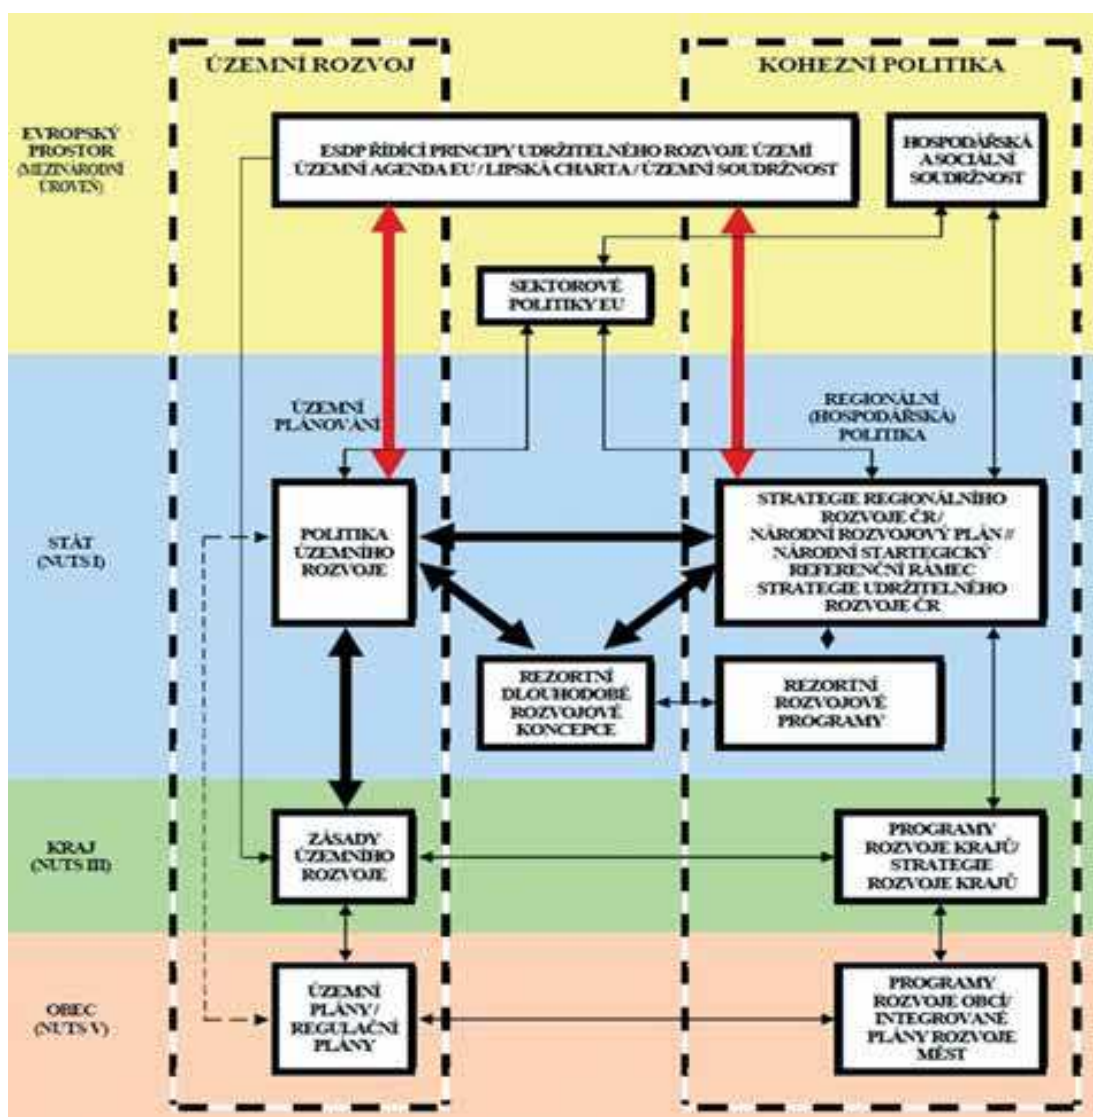 ÚZEMNÍ ROZVOJ
KOHEZNÍ POLITIKA
EVROPSKÝ
PROSTOR
(MEZINÁRODNÍ
ÚROVEŇ)
ESDP ŘÍDÍCÍ PRINCIPY UDRŽITELNÉHO ROZVOJE ÚZEMÍ
ÚZEMNÍ AGENDA EU / LIPSKÁ CHARTA / ÚZEMNÍ SOUDRŽNOST
HOSPODÁŘSKÁ
A SOCIÁLNÍ
SOUDRŽNOST
SEKTOROVÉ
POLITIKY EU
ÚZEMNÍ
PLÁNOVÁNÍ
REGIONÁLNÍ
(HOSPODÁŘSKÁ)
POLITIKA
STÁT
(NUTS I)
POLITIKA
ÚZEMNÍHO
ROZVOJE
STRATEGIE REGIONÁLNÍHO
ROZVOJE ČR/
NÁRODNÍ ROZVOJOVÝ PLÁN //
NÁRODNÍ STARTEGICKÝ
REFERENČNÍ RÁMEC
STRATEGIE UDRŽITELNÉHO
ROZVOJE ČR
REZORTNÍ
DLOUHODOBÉ
ROZVOJOVÉ
KONCEPCE
REZORTNÍ
ROZVOJOVÉ
PROGRAMY
KRAJ
(NUTS III)
ZÁSADY
ÚZEMNÍHO
ROZVOJE
PROGRAMY
ROZVOJE KRAJŮ/
STRATEGIE
ROZVOJE KRAJŮ
OBEC
(NUTS V)
ÚZEMNÍ
PLÁNY /
REGULAČNÍ
PLÁNY
PROGRAMY
ROZVOJE OBCÍ/
INTEGROVANÉ
PLÁNY ROZVOJE
MĚST